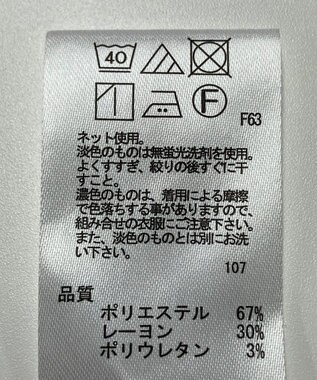 40
F
F63
ネット使用。
淡色のものは無蛍光洗剤を使用。
よくすすぎ、絞りの後すぐに干
すこと。
濃色のものは、着用による摩擦
で色落ちする事がありますので、
組み合せの衣服にご注意下さい。
また、淡色のものとは別にお洗
い下さい。
107
品質
ポリエステル 67%
レーヨン 30%
ポリウレタン 3%